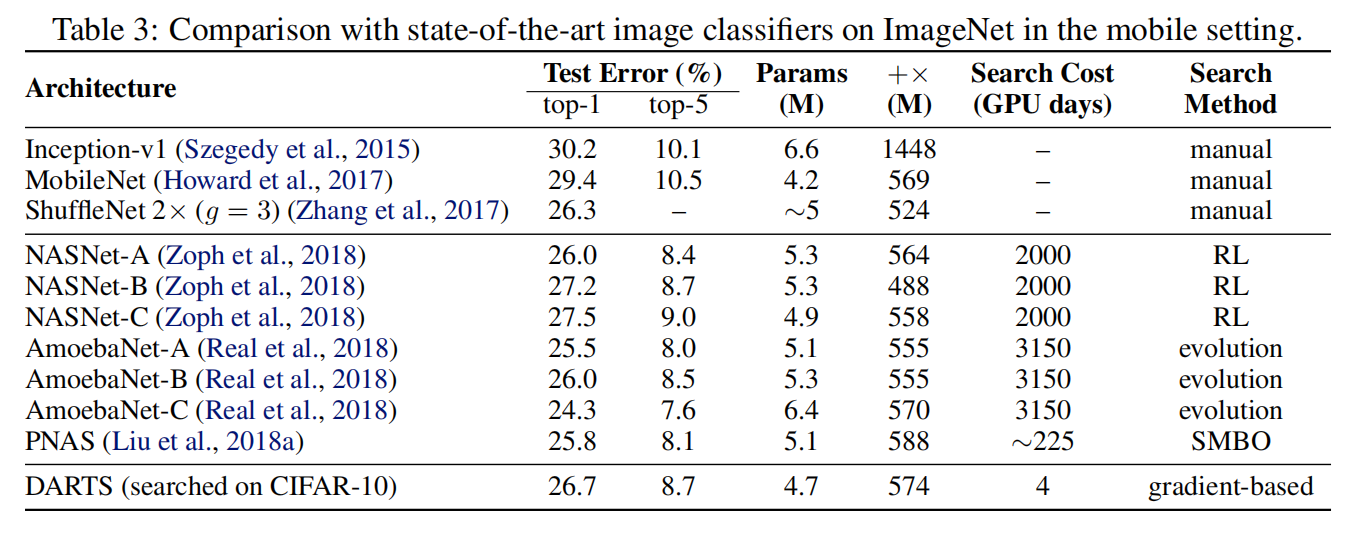 Table 3: Comparison with state-of-the-art image classifiers on ImageNet in the mobile setting.
Architecture Test Error (%) Params +× Search Cost Search
top-1 top-5 (M) (M) (GPU days) Method
Inception-v1 (Szegedy et al., 2015) 30.2 10.1 6.6 1448 – manual
MobileNet (Howard et al., 2017) 29.4 10.5 4.2 569 – manual
ShuffleNet 2× (g = 3) (Zhang et al., 2017) 26.3 – ∼5 524 – manual
NASNet-A (Zoph et al., 2018) 26.0 8.4 5.3 564 2000 RL
NASNet-B (Zoph et al., 2018) 27.2 8.7 5.3 488 2000 RL
NASNet-C (Zoph et al., 2018) 27.5 9.0 4.9 558 2000 RL
AmoebaNet-A (Real et al., 2018) 25.5 8.0 5.1 555 3150 evolution
AmoebaNet-B (Real et al., 2018) 26.0 8.5 5.3 555 3150 evolution
AmoebaNet-C (Real et al., 2018) 24.3 7.6 6.4 570 3150 evolution
PNAS (Liu et al., 2018a) 25.8 8.1 5.1 588 ∼225 SMBO
DARTS (searched on CIFAR-10) 26.7 8.7 4.7 574 4 gradient-based